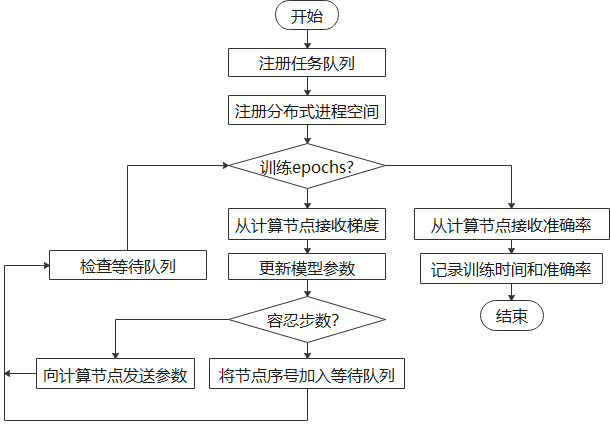 开始
注册任务队列
注册分布式进程空间
训练epochs?
从计算节点接收梯度
从计算节点接收准确率
检查等待队列
更新模型参数
记录训练时间和准确率
容忍步数?
结束
向计算节点发送参数
将节点序号加入等待队列